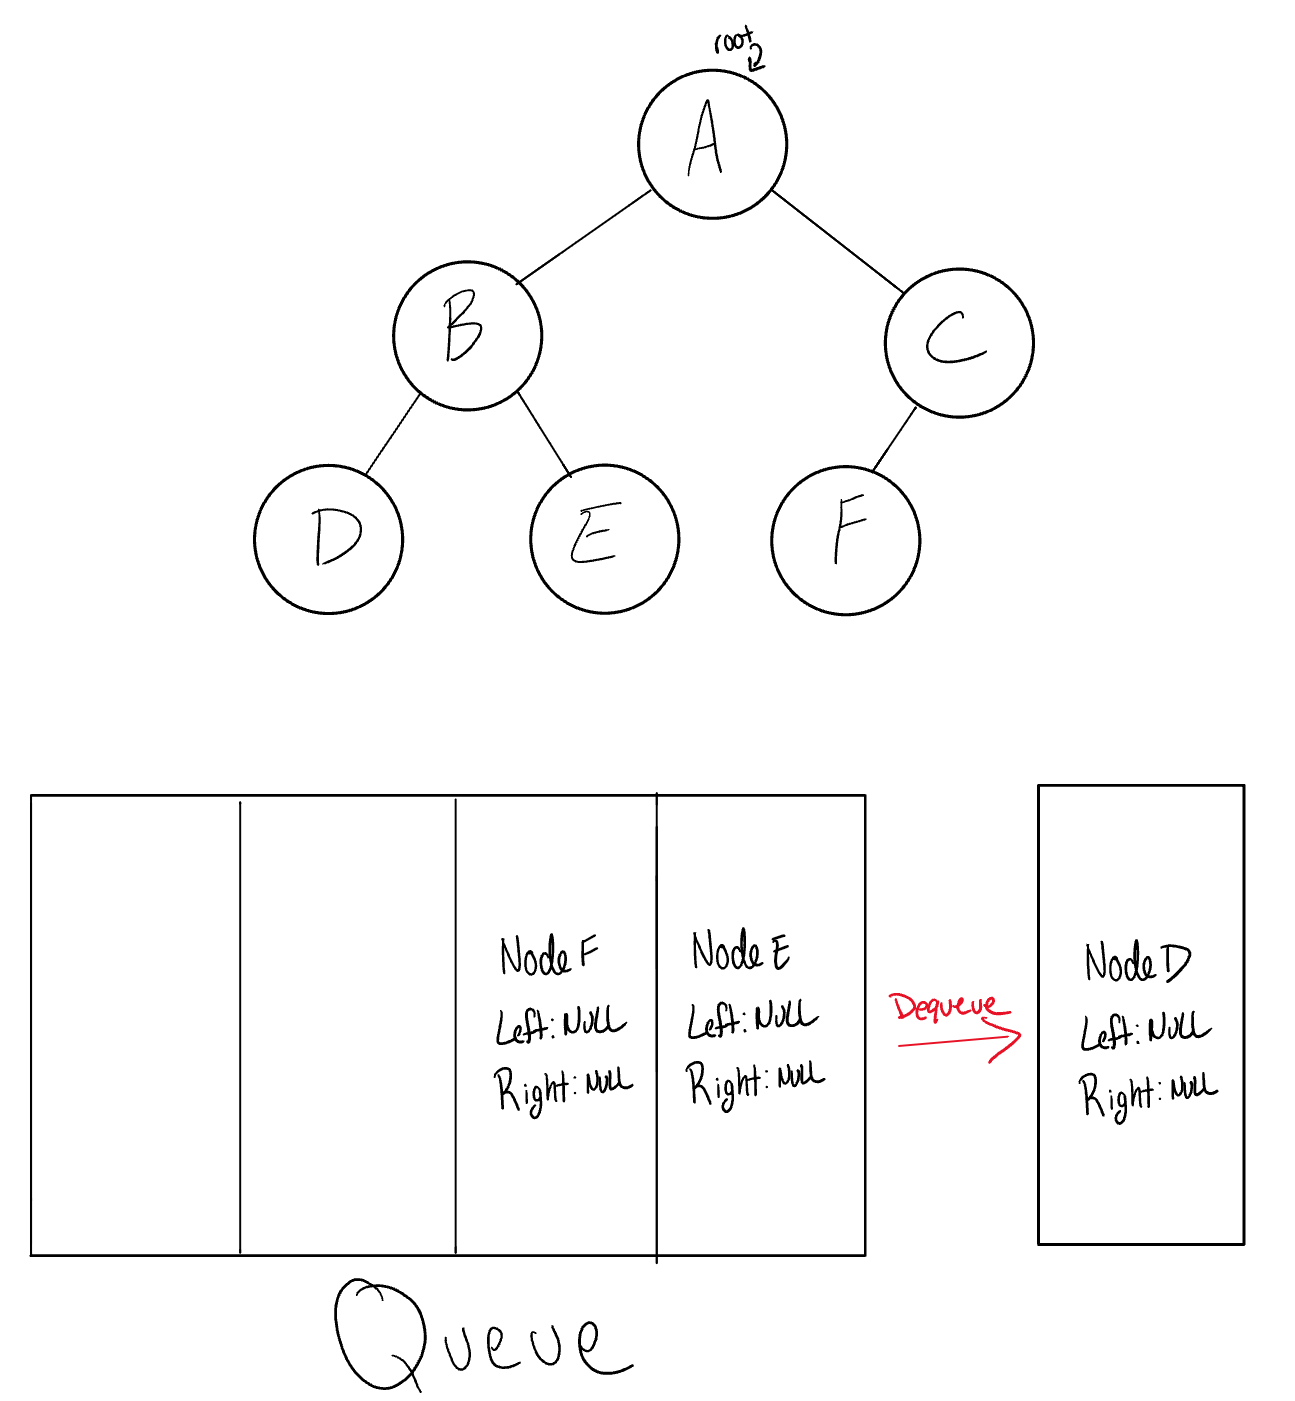 root
A
B
C
D
E
F
Node F
Left: NULL
Right: NULL
Node E
Left: NULL
Right: NULL
Dequeue
Node D
Left: NULL
Right: NULL
Queue